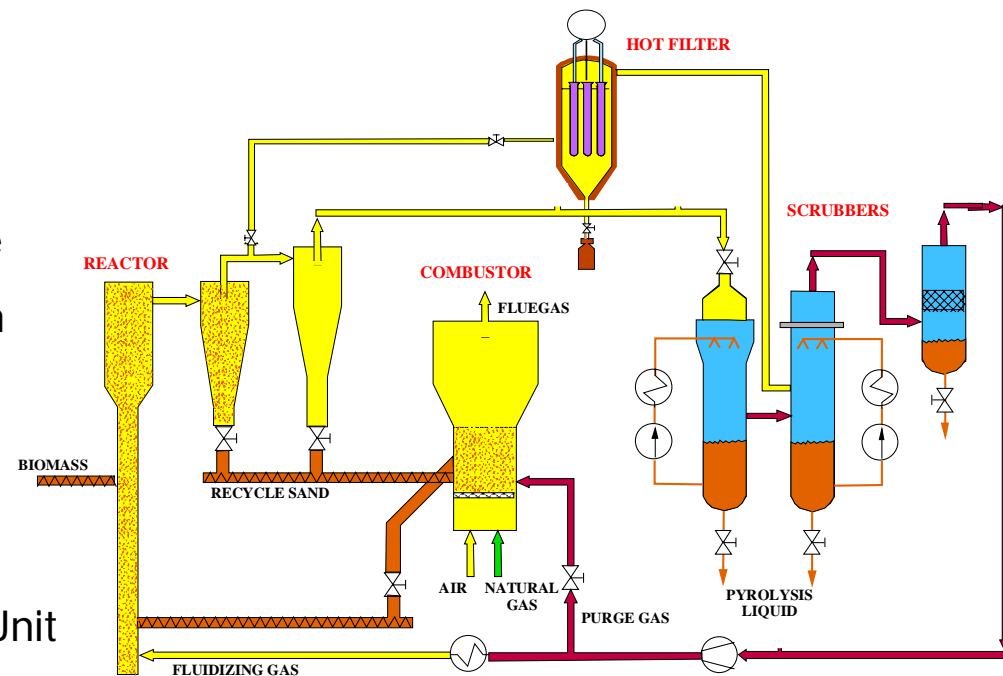 HOT FILTER
SCRUBBERS
REACTOR
COMBUSTOR
FLUEGAS
BIOMASS
RECYCLE SAND
AIR
NATURAL
GAS
PYROLYSIS
LIQUID
PURGE GAS
Unit
FLUIDIZING GAS